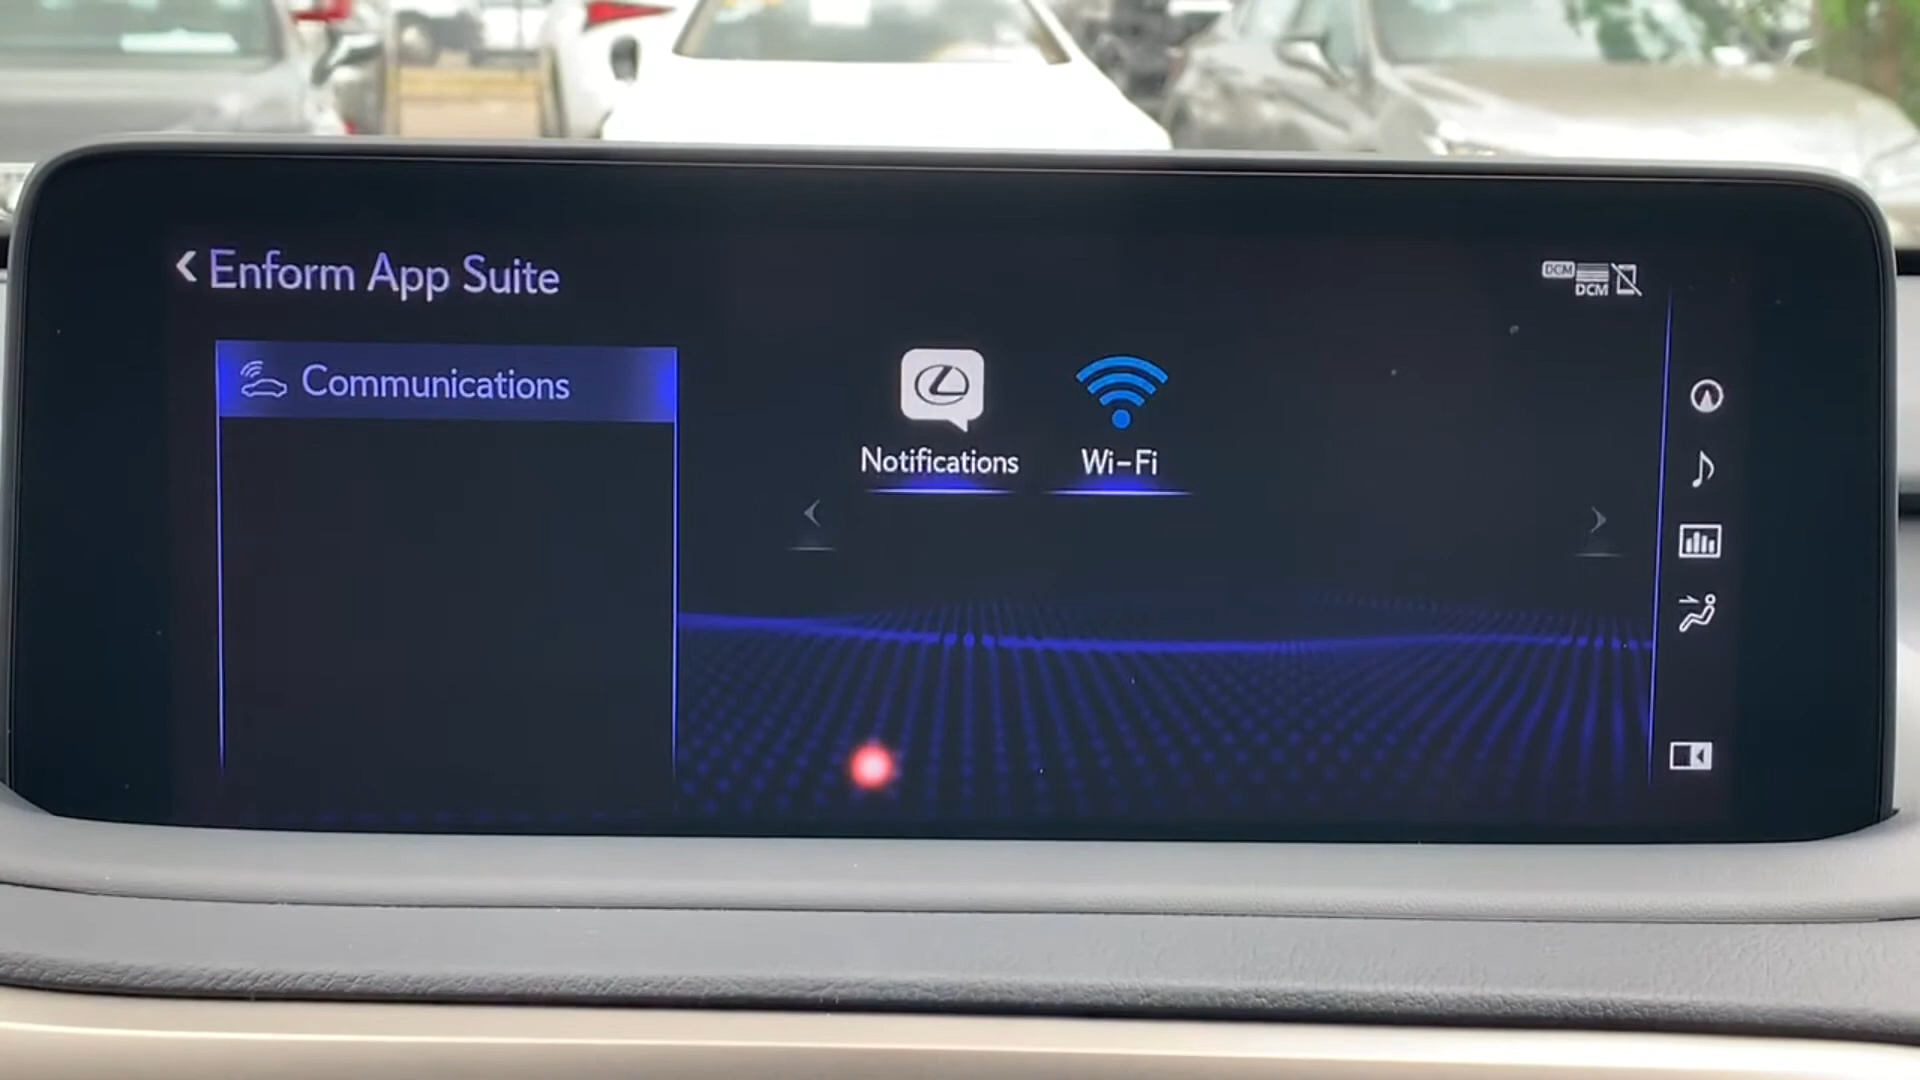 Enform App Suite
DCM
DCM
Communications
Notifications
Wi-Fi